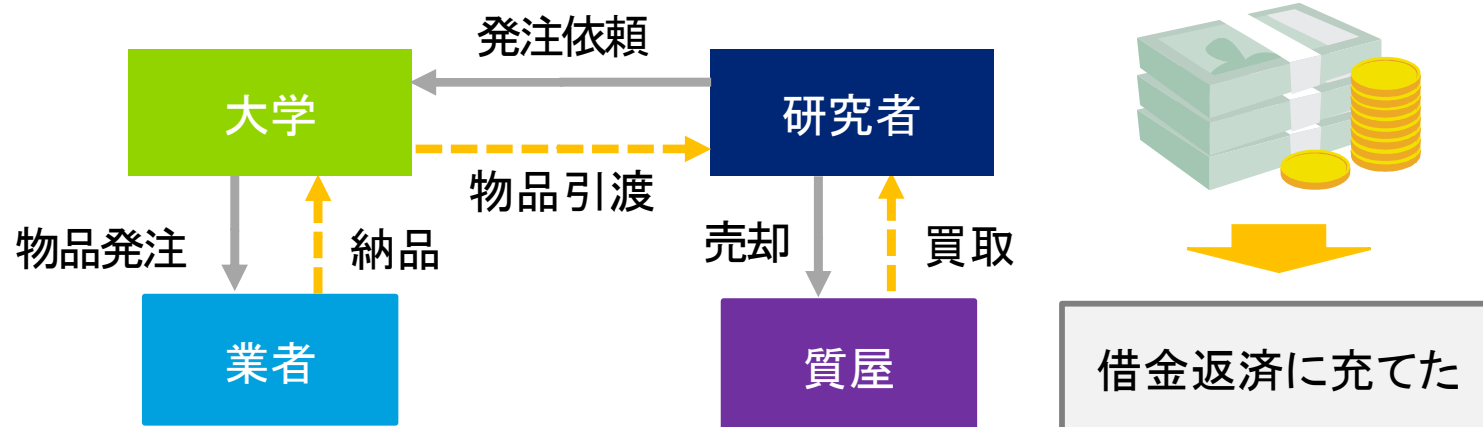 発注依頼
大学
研究者
物品引渡
物品発注
納品
売却
買取
業者
質屋
借金返済に充てた